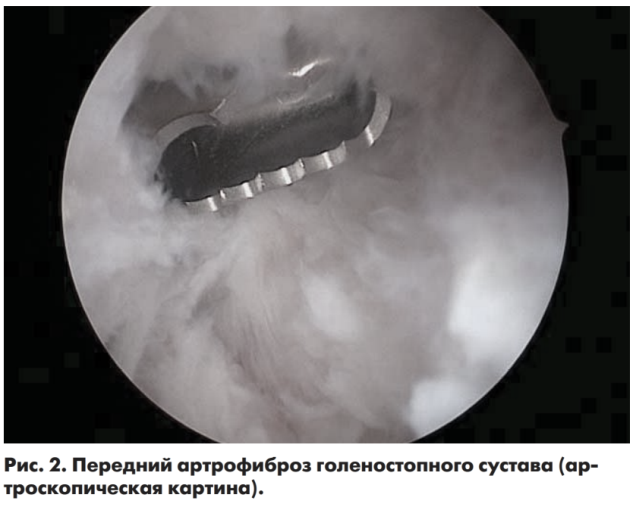 Рис. 2. Передний артрофиброз голеностопного сустава (ар-
троскопическая картина).